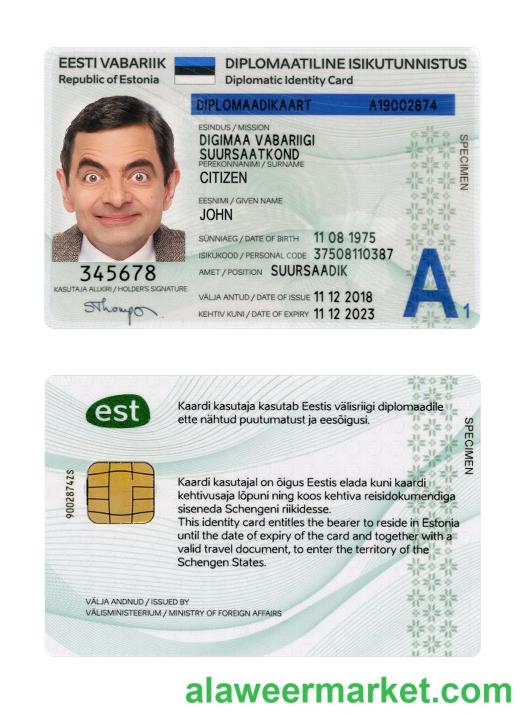 EESTI VABARIIK
Republic of Estonia
DIPLOMAATILINE ISIKUTUNNISTUS
Diplomatic Identity Card
DIPLOMAADIKAART A19002874
ESINDUS / MISSION
DIGIMAA VABARIIGI
SUURSAATKOND
PEREKONNANIMI / SURNAME
CITIZEN
EESNIMI / GIVEN NAME
JOHN
SÜNNIAEG / DATE OF BIRTH 11 08 1975
ISIKUKOOD / PERSONAL CODE 37508110387
AMET / POSITION SUURSAADIK
VÄLJA ANTUD / DATE OF ISSUE 11 12 2018
KEHTIV KUNI / DATE OF EXPIRY 11 12 2023
345678
KASUTAJA ALLKIRI / HOLDER'S SIGNATURE
SThompson
SPECIMEN
A1
est
Kaardi kasutaja kasutab Eestis välisriigi diplomaadile
ette nähtud puutumatust ja eesõigusi.
SPECIMEN
90028742S
Kaardi kasutajal on õigus Eestis elada kuni kaardi
kehtivusaja lõpuni ning koos kehtiva reisidokumendiga
siseneda Schengeni riikidesse.
This identity card entitles the bearer to reside in Estonia
until the date of expiry of the card and together with a
valid travel document, to enter the territory of the
Schengen States.
VÄLJA ANDNUD / ISSUED BY
VÄLISMINISTEERIUM / MINISTRY OF FOREIGN AFFAIRS
alaweermarket.com